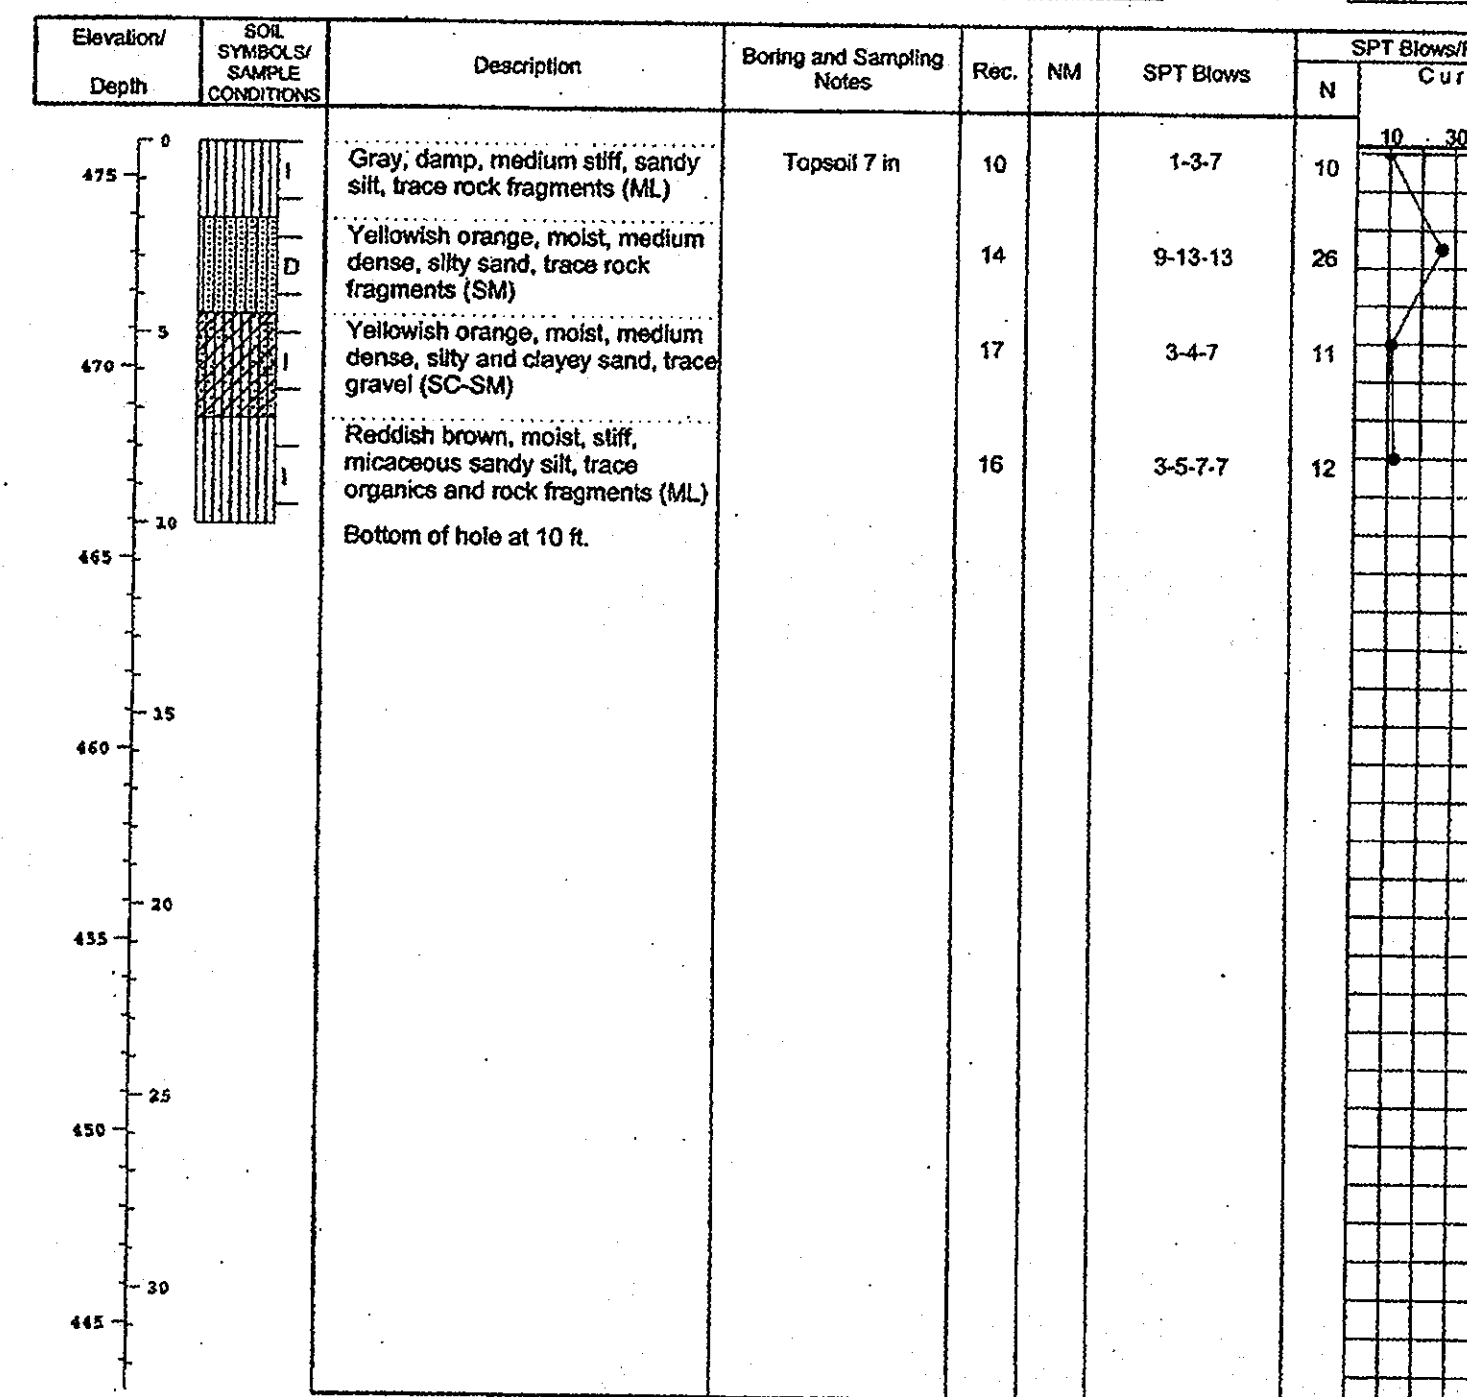 Elevation/
Depth
SOIL
SYMBOLS/
SAMPLE
CONDITIONS
Description
Boring and Sampling
Notes
Rec.
NM
SPT Blows
SPT Blows/
N
Cur
10 30
0
475
Gray, damp, medium stiff, sandy
silt, trace rock fragments (ML)
I
Topsoil 7 in
10
1-3-7
10
Yellowish orange, moist, medium
dense, silty sand, trace rock
fragments (SM)
D
14
9-13-13
26
5
470
Yellowish orange, moist, medium
dense, silty and clayey sand, trace
gravel (SC-SM)
I
17
3-4-7
11
Reddish brown, moist, stiff,
micaceous sandy silt, trace
organics and rock fragments (ML)
I
16
3-5-7-7
12
10
Bottom of hole at 10 ft.
465
15
460
20
455
25
450
30
445